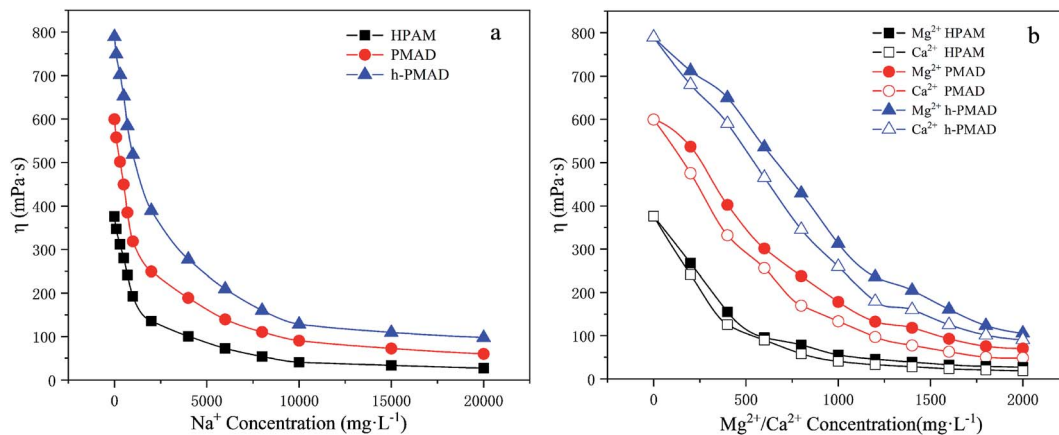 a
HPAM
PMAD
h-PMAD
800
700
600
500
400
300
200
100
0
η (mPa·s)
0
5000
10000
15000
20000
Na⁺ Concentration (mg·L⁻¹)
b
Mg²⁺ HPAM
Ca²⁺ HPAM
Mg²⁺ PMAD
Ca²⁺ PMAD
Mg²⁺ h-PMAD
Ca²⁺ h-PMAD
800
700
600
500
400
300
200
100
0
η (mPa·s)
0
500
1000
1500
2000
Mg²⁺/Ca²⁺ Concentration(mg·L⁻¹)